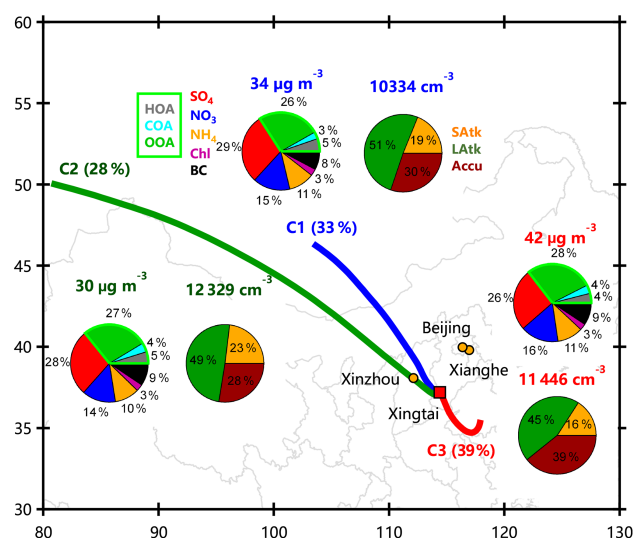 60
55
50
45
40
35
30
80
90
100
110
120
130
34 µg m⁻³
10334 cm⁻³
HOA
COA
OOA
SO₄
NO₃
NH₄
Chl
BC
26 %
3 %
5 %
8 %
3 %
11 %
15 %
29 %
51 %
19 %
30 %
SAtk
LAtk
Accu
C2 (28 %)
C1 (33 %)
30 µg m⁻³
12 329 cm⁻³
27 %
4 %
5 %
9 %
3 %
10 %
14 %
28 %
49 %
23 %
28 %
42 µg m⁻³
28 %
4 %
4 %
9 %
3 %
11 %
16 %
26 %
Beijing
Xianghe
Xinzhou
Xingtai
C3 (39%)
11 446 cm⁻³
45 %
16 %
39 %